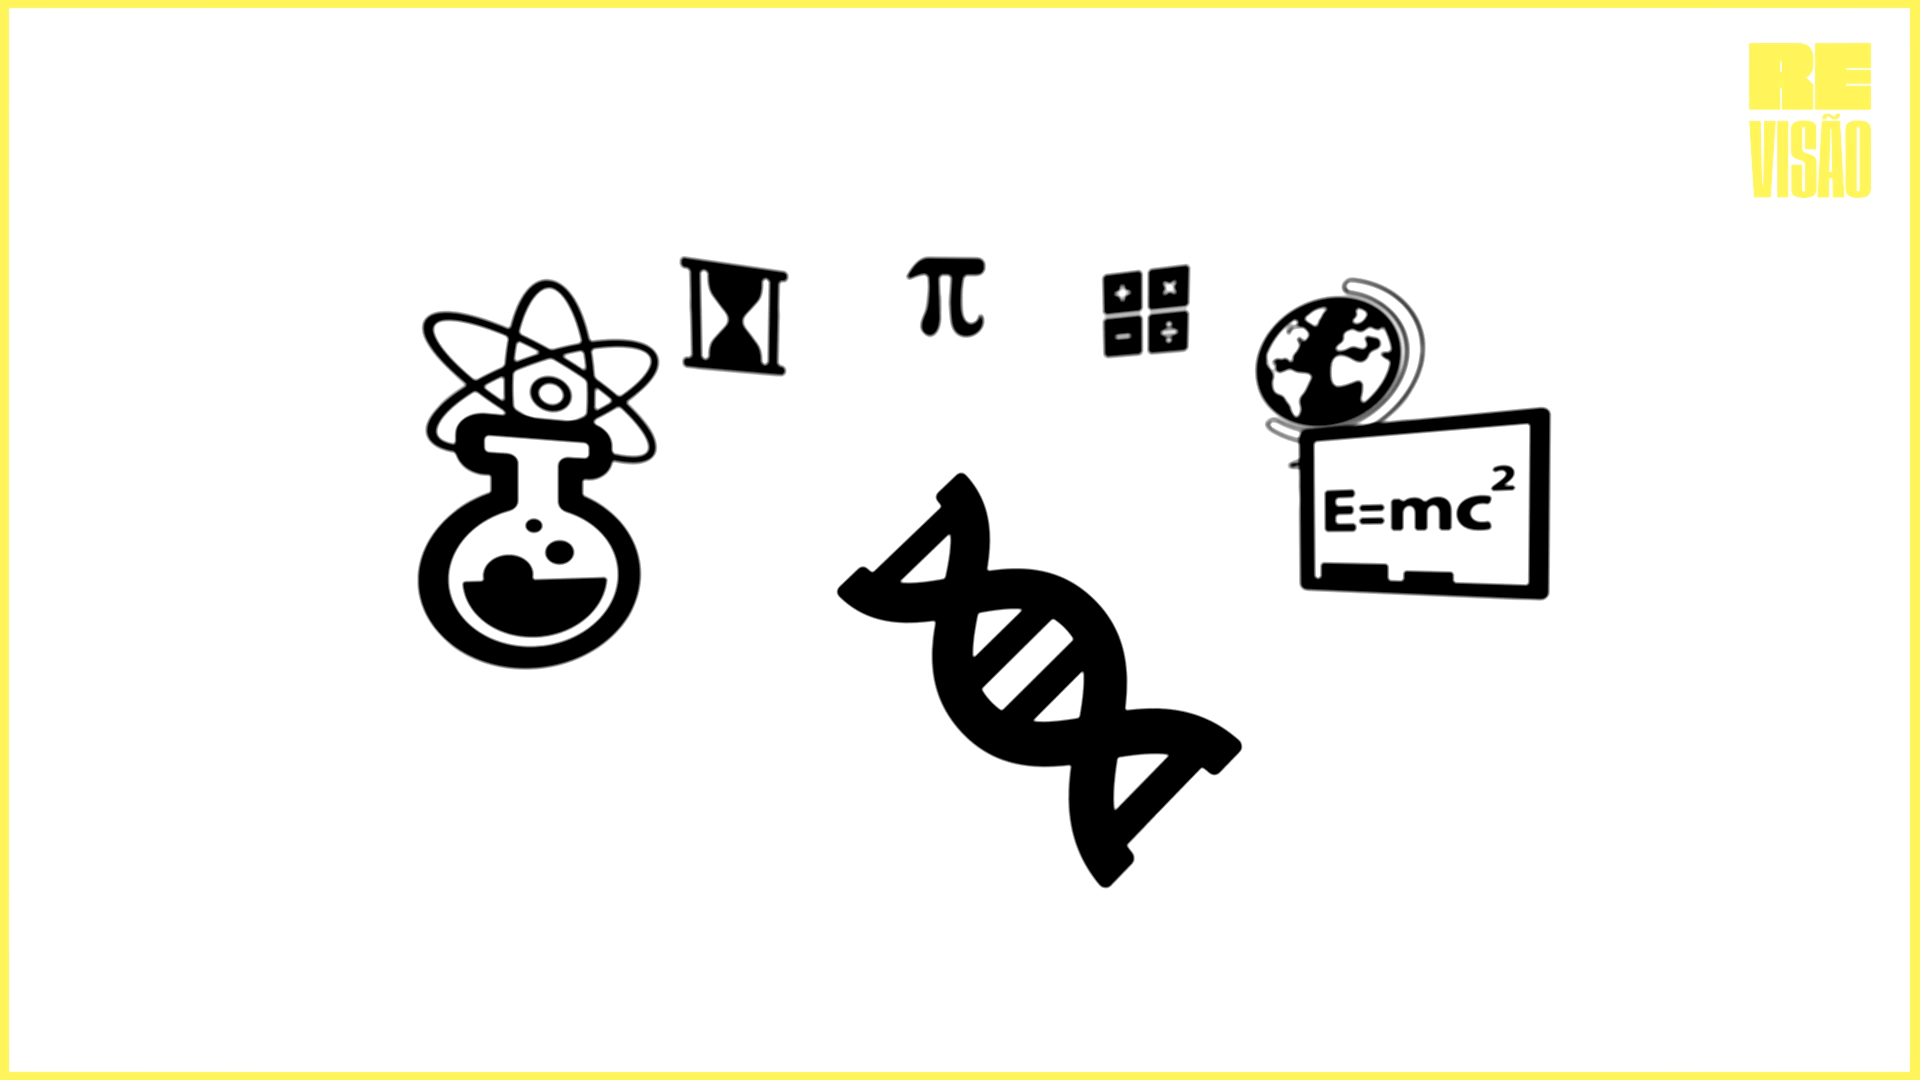 RE
VISÃO
π
+ ×
− ÷
E=mc²